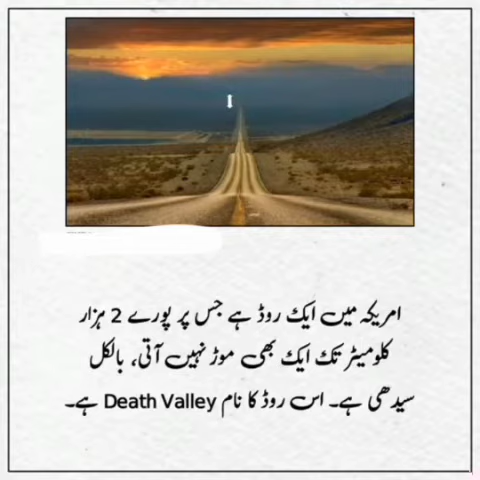 امریکہ میں ایک روڈ ہے جس پر پورے 2 ہزار
کلومیٹر تک ایک بھی موڑ نہیں آتی، بالکل
سیدھی ہے۔ اس روڈ کا نام Death Valley ہے۔